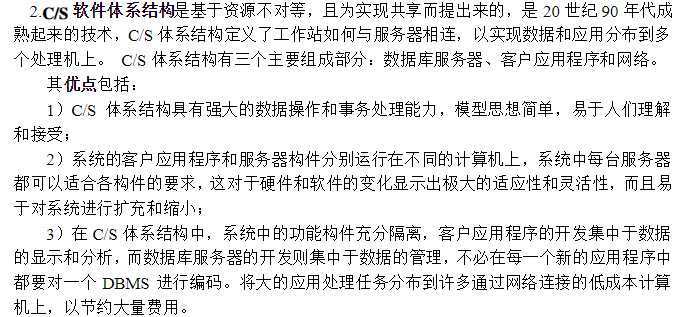 2.C/S 软件体系结构是基于资源不对等，且为实现共享而提出来的，是 20 世纪 90 年代成
熟起来的技术，C/S 体系结构定义了工作站如何与服务器相连，以实现数据和应用分布到多
个处理机上。 C/S 体系结构有三个主要组成部分：数据库服务器、客户应用程序和网络。
其优点包括：
1）C/S 体系结构具有强大的数据操作和事务处理能力，模型思想简单，易于人们理解
和接受；
2）系统的客户应用程序和服务器构件分别运行在不同的计算机上，系统中每台服务器
都可以适合各构件的要求，这对于硬件和软件的变化显示出极大的适应性和灵活性，而且易
于对系统进行扩充和缩小；
3）在 C/S 体系结构中，系统中的功能构件充分隔离，客户应用程序的开发集中于数据
的显示和分析，而数据库服务器的开发则集中于数据的管理，不必在每一个新的应用程序中
都要对一个 DBMS 进行编码。将大的应用处理任务分布到许多通过网络连接的低成本计算
机上，以节约大量费用。